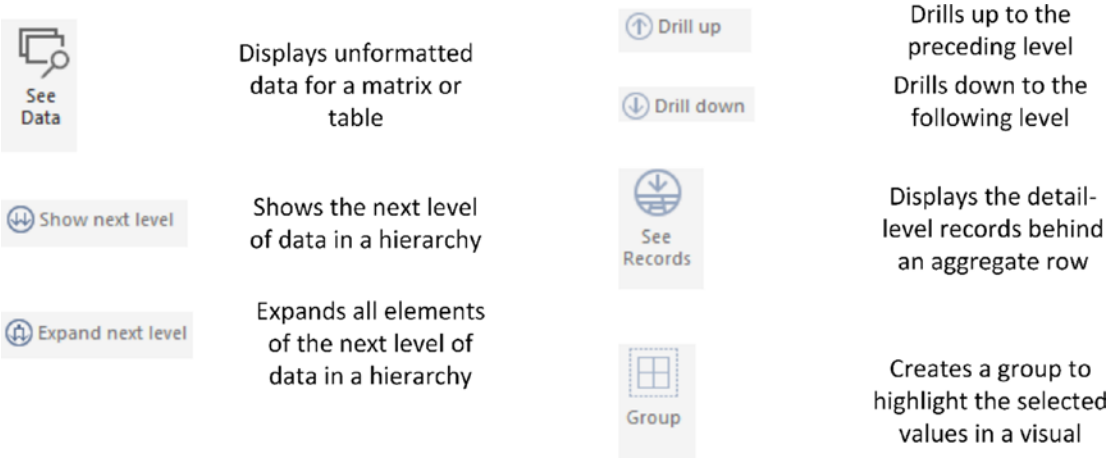 See
Data
Displays unformatted
data for a matrix or
table
Show next level
Shows the next level
of data in a hierarchy
Expand next level
Expands all elements
of the next level of
data in a hierarchy
Drill up
Drills up to the
preceding level
Drill down
Drills down to the
following level
See
Records
Displays the detail-
level records behind
an aggregate row
Group
Creates a group to
highlight the selected
values in a visual